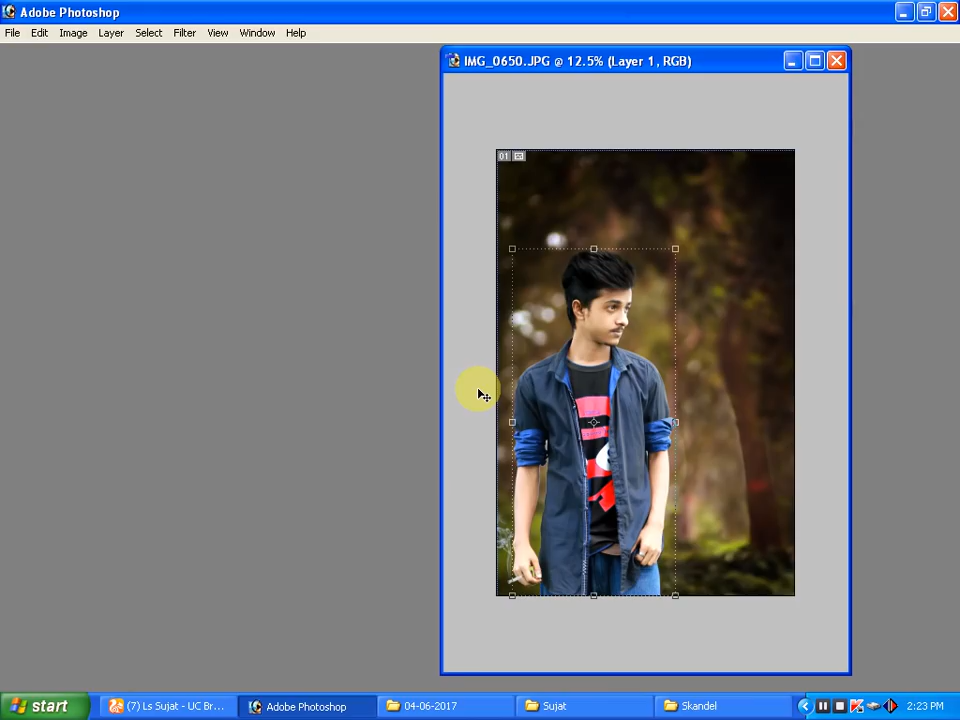 Adobe Photoshop
File Edit Image Layer Select Filter View Window Help
IMG_0650.JPG @ 12.5% (Layer 1, RGB)
01
start (7) Ls Sujat - UC Br... Adobe Photoshop 04-06-2017 Sujat Skandel 2:23 PM